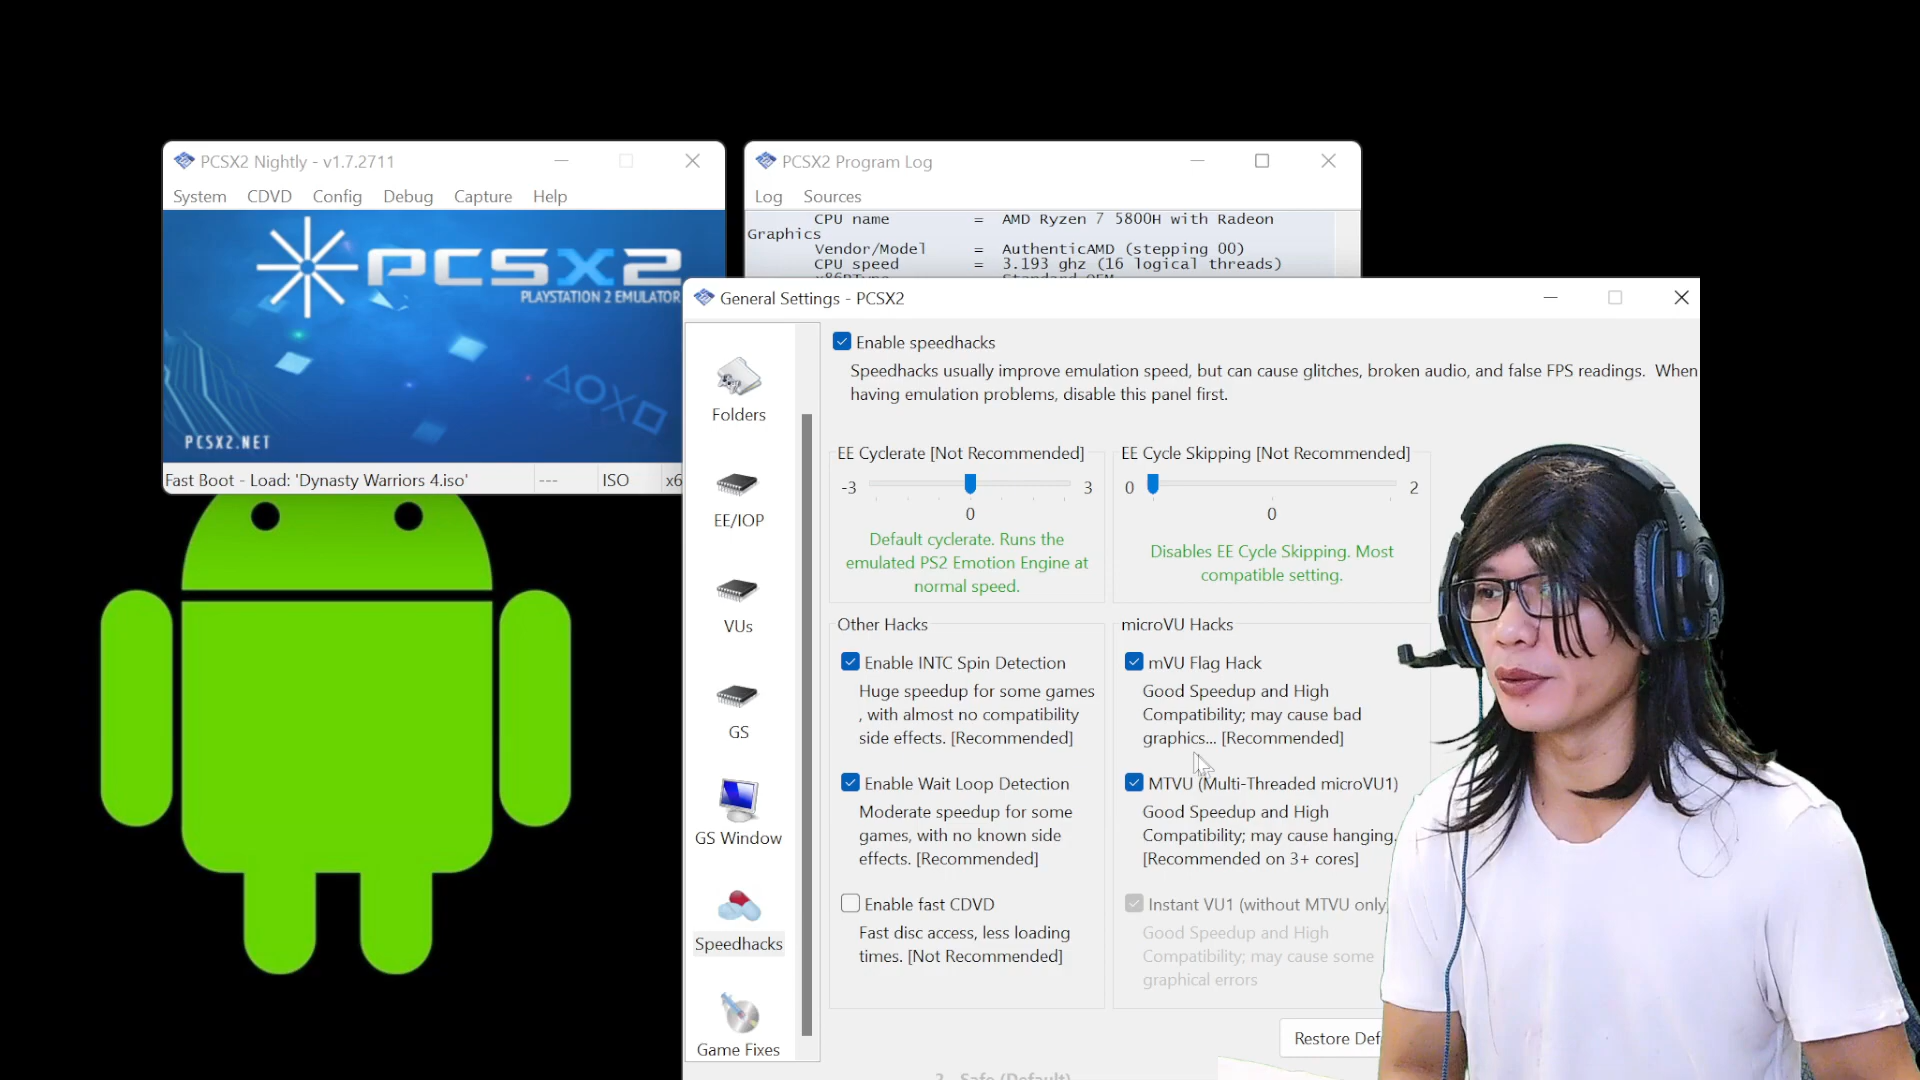 PCSX2 Nightly - v1.7.2711
System CDVD Config Debug Capture Help
PCSX2
PLAYSTATION 2 EMULATOR
PCSX2.NET
Fast Boot - Load: 'Dynasty Warriors 4.iso' --- ISO x6
PCSX2 Program Log
Log Sources
CPU name = AMD Ryzen 7 5800H with Radeon
Graphics
Vendor/Model = AuthenticAMD (stepping 00)
CPU speed = 3.193 ghz (16 logical threads)
General Settings - PCSX2
Folders
EE/IOP
VUs
GS
GS Window
Speedhacks
Game Fixes
Enable speedhacks
Speedhacks usually improve emulation speed, but can cause glitches, broken audio, and false FPS readings. When
having emulation problems, disable this panel first.
EE Cyclerate [Not Recommended]
-3 3
0
Default cyclerate. Runs the
emulated PS2 Emotion Engine at
normal speed.
EE Cycle Skipping [Not Recommended]
0 2
0
Disables EE Cycle Skipping. Most
compatible setting.
Other Hacks
Enable INTC Spin Detection
Huge speedup for some games
, with almost no compatibility
side effects. [Recommended]
Enable Wait Loop Detection
Moderate speedup for some
games, with no known side
effects. [Recommended]
Enable fast CDVD
Fast disc access, less loading
times. [Not Recommended]
microVU Hacks
mVU Flag Hack
Good Speedup and High
Compatibility; may cause bad
graphics... [Recommended]
MTVU (Multi-Threaded microVU1)
Good Speedup and High
Compatibility; may cause hanging.
[Recommended on 3+ cores]
Instant VU1 (without MTVU only
Good Speedup and High
Compatibility; may cause some
graphical errors
Restore Def